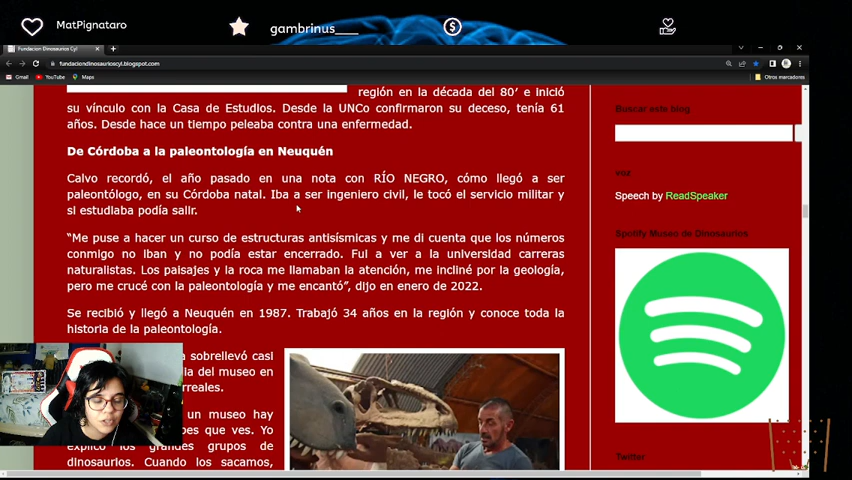 MatPignataro
gambrinus____
Fundacion Dinosaurios Cyl
fundaciondinosaurioscyl.blogspot.com
Gmail
YouTube
Maps
Otros marcadores
región en la década del 80’ e inició
su vínculo con la Casa de Estudios. Desde la UNCo confirmaron su deceso, tenía 61
años. Desde hace un tiempo peleaba contra una enfermedad.
De Córdoba a la paleontología en Neuquén
Calvo recordó, el año pasado en una nota con RÍO NEGRO, cómo llegó a ser
paleontólogo, en su Córdoba natal. Iba a ser ingeniero civil, le tocó el servicio militar y
si estudiaba podía salir.
“Me puse a hacer un curso de estructuras antisísmicas y me di cuenta que los números
conmigo no iban y no podía estar encerrado. Fui a ver a la universidad carreras
naturalistas. Los paisajes y la roca me llamaban la atención, me incliné por la geología,
pero me crucé con la paleontología y me encantó”, dijo en enero de 2022.
Se recibió y llegó a Neuquén en 1987. Trabajó 34 años en la región y conoce toda la
historia de la paleontología.
sobrellevó casi
del museo en
un museo hay
que ves. Yo
explico los grandes grupos de
dinosaurios. Cuando los sacamos,
Buscar este blog
voz
Speech by ReadSpeaker
Spotify Museo de Dinosaurios
Twitter